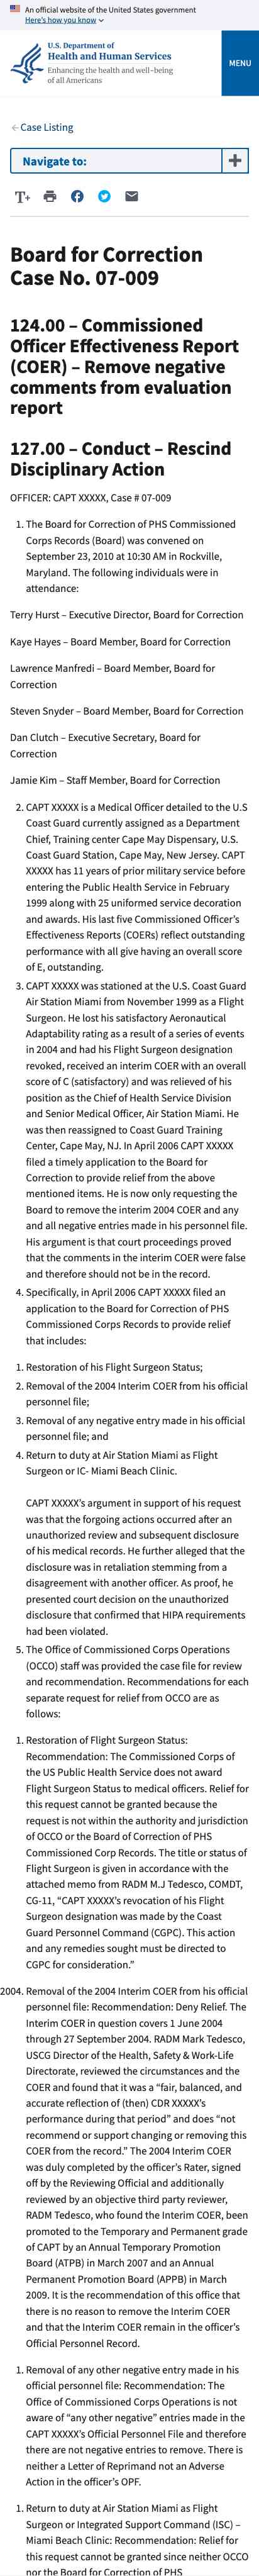 An official website of the United States government
Here's how you know
U.S. Department of
Health and Human Services
Enhancing the health and well-being
of all Americans
MENU
Case Listing
Navigate to:
T+
Board for Correction
Case No. 07-009
124.00 – Commissioned
Officer Effectiveness Report
(COER) – Remove negative
comments from evaluation
report
127.00 – Conduct – Rescind
Disciplinary Action
OFFICER: CAPT XXXXX, Case # 07-009
1. The Board for Correction of PHS Commissioned
Corps Records (Board) was convened on
September 23, 2010 at 10:30 AM in Rockville,
Maryland. The following individuals were in
attendance:
Terry Hurst – Executive Director, Board for Correction
Kaye Hayes – Board Member, Board for Correction
Lawrence Manfredi – Board Member, Board for
Correction
Steven Snyder – Board Member, Board for Correction
Dan Clutch – Executive Secretary, Board for
Correction
Jamie Kim – Staff Member, Board for Correction
2. CAPT XXXXX is a Medical Officer detailed to the U.S
Coast Guard currently assigned as a Department
Chief, Training center Cape May Dispensary, U.S.
Coast Guard Station, Cape May, New Jersey. CAPT
XXXXX has 11 years of prior military service before
entering the Public Health Service in February
1999 along with 25 uniformed service decoration
and awards. His last five Commissioned Officer's
Effectiveness Reports (COERs) reflect outstanding
performance with all give having an overall score
of E, outstanding.
3. CAPT XXXXX was stationed at the U.S. Coast Guard
Air Station Miami from November 1999 as a Flight
Surgeon. He lost his satisfactory Aeronautical
Adaptability rating as a result of a series of events
in 2004 and had his Flight Surgeon designation
revoked, received an interim COER with an overall
score of C (satisfactory) and was relieved of his
position as the Chief of Health Service Division
and Senior Medical Officer, Air Station Miami. He
was then reassigned to Coast Guard Training
Center, Cape May, NJ. In April 2006 CAPT XXXXX
filed a timely application to the Board for
Correction to provide relief from the above
mentioned items. He is now only requesting the
Board to remove the interim 2004 COER and any
and all negative entries made in his personnel file.
His argument is that court proceedings proved
that the comments in the interim COER were false
and therefore should not be in the record.
4. Specifically, in April 2006 CAPT XXXXX filed an
application to the Board for Correction of PHS
Commissioned Corps Records to provide relief
that includes:
1. Restoration of his Flight Surgeon Status;
2. Removal of the 2004 Interim COER from his official
personnel file;
3. Removal of any negative entry made in his official
personnel file; and
4. Return to duty at Air Station Miami as Flight
Surgeon or IC- Miami Beach Clinic.
CAPT XXXXX's argument in support of his request
was that the forgoing actions occurred after an
unauthorized review and subsequent disclosure
of his medical records. He further alleged that the
disclosure was in retaliation stemming from a
disagreement with another officer. As proof, he
presented court decision on the unauthorized
disclosure that confirmed that HIPA requirements
had been violated.
5. The Office of Commissioned Corps Operations
(OCCO) staff was provided the case file for review
and recommendation. Recommendations for each
separate request for relief from OCCO are as
follows:
1. Restoration of Flight Surgeon Status:
Recommendation: The Commissioned Corps of
the US Public Health Service does not award
Flight Surgeon Status to medical officers. Relief for
this request cannot be granted because the
request is not within the authority and jurisdiction
of OCCO or the Board of Correction of PHS
Commissioned Corp Records. The title or status of
Flight Surgeon is given in accordance with the
attached memo from RADM M.J Tedesco, COMDT,
CG-11, “CAPT XXXXX's revocation of his Flight
Surgeon designation was made by the Coast
Guard Personnel Command (CGPC). This action
and any remedies sought must be directed to
CGPC for consideration.”
2004. Removal of the 2004 Interim COER from his official
personnel file: Recommendation: Deny Relief. The
Interim COER in question covers 1 June 2004
through 27 September 2004. RADM Mark Tedesco,
USCG Director of the Health, Safety & Work-Life
Directorate, reviewed the circumstances and the
COER and found that it was a “fair, balanced, and
accurate reflection of (then) CDR XXXXX's
performance during that period” and does “not
recommend or support changing or removing this
COER from the record.” The 2004 Interim COER
was duly completed by the officer's Rater, signed
off by the Reviewing Official and additionally
reviewed by an objective third party reviewer,
RADM Tedesco, who found the Interim COER, been
promoted to the Temporary and Permanent grade
of CAPT by an Annual Temporary Promotion
Board (ATPB) in March 2007 and an Annual
Permanent Promotion Board (APPB) in March
2009. It is the recommendation of this office that
there is no reason to remove the Interim COER
and that the Interim COER remain in the officer's
Official Personnel Record.
1. Removal of any other negative entry made in his
official personnel file: Recommendation: The
Office of Commissioned Corps Operations is not
aware of “any other negative” entries made in the
CAPT XXXXX's Official Personnel File and therefore
there are not negative entries to remove. There is
neither a Letter of Reprimand not an Adverse
Action in the officer's OPF.
1. Return to duty at Air Station Miami as Flight
Surgeon or Integrated Support Command (ISC) –
Miami Beach Clinic: Recommendation: Relief for
this request cannot be granted since neither OCCO
nor the Board for Correction of PHS